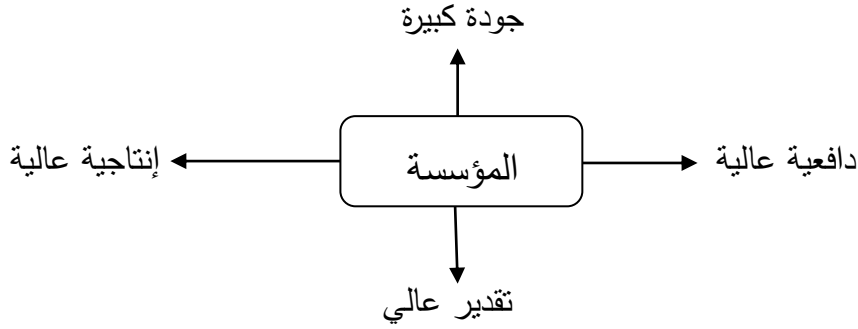 جودة كبيرة
دافعية عالية
المؤسسة
إنتاجية عالية
تقدير عالي